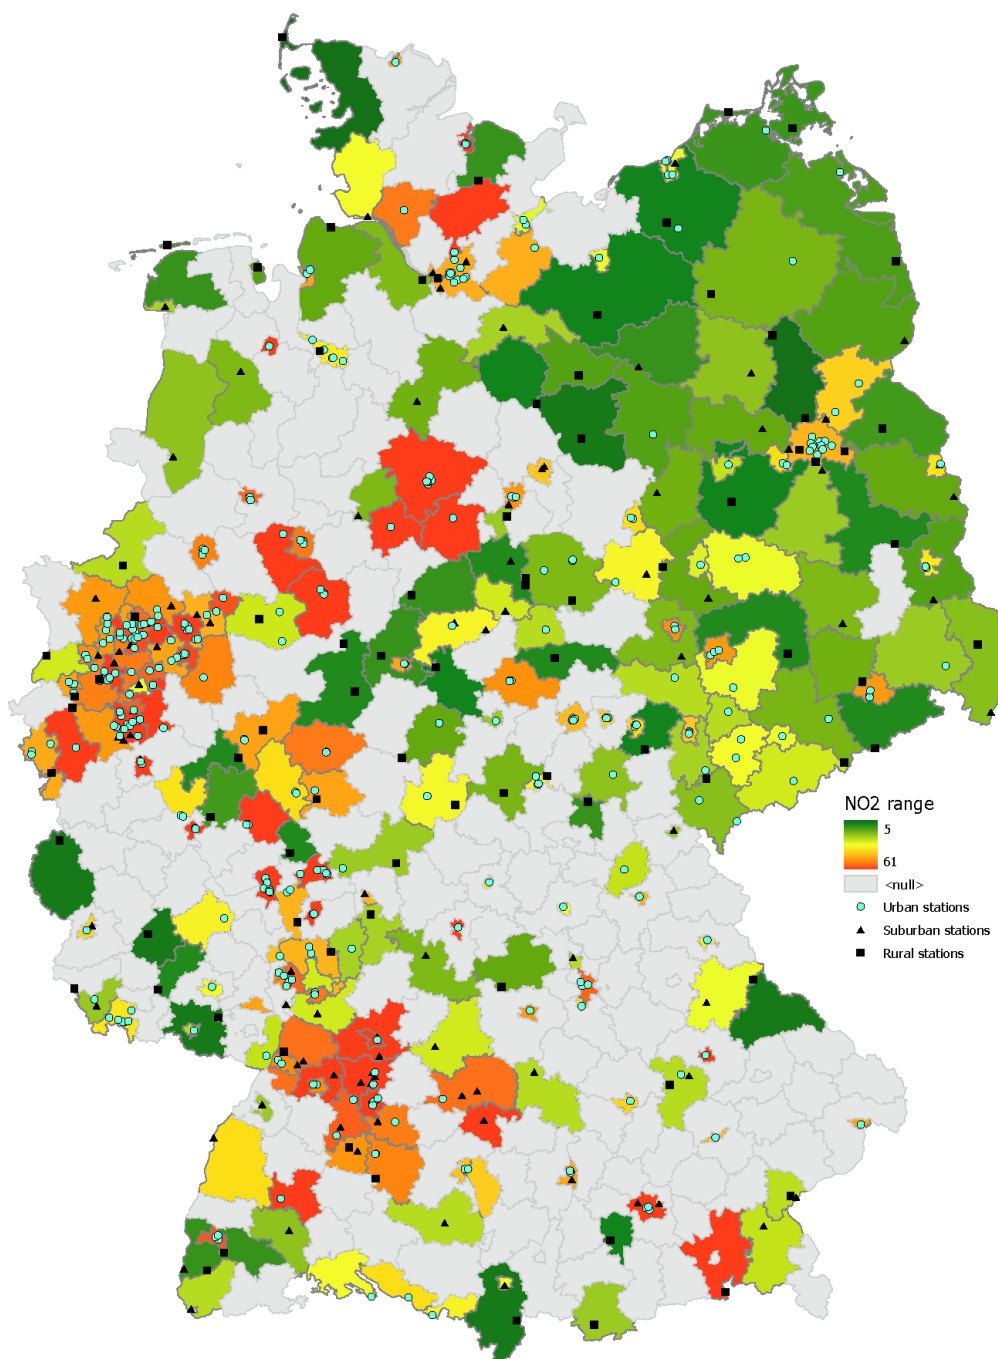 NO2 range
5
61
<null>
Urban stations
Suburban stations
Rural stations